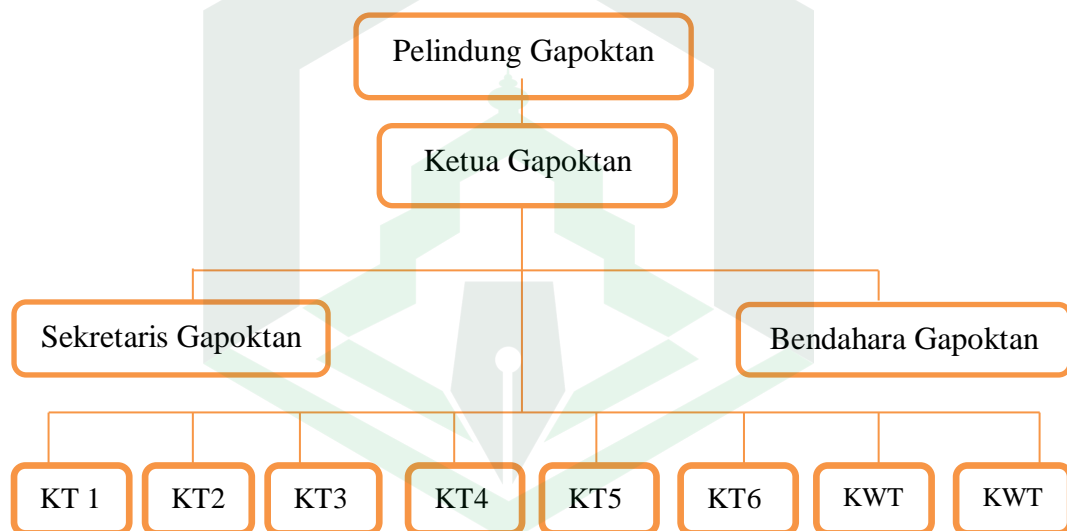 Pelindung Gapoktan
Ketua Gapoktan
Sekretaris Gapoktan
Bendahara Gapoktan
KT 1
KT2
KT3
KT4
KT5
KT6
KWT
KWT